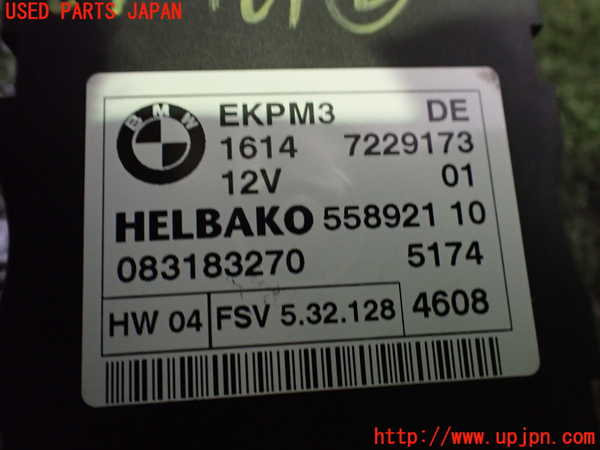 USED PARTS JAPAN
BMW
EKPM3 DE
1614 7229173
12V 01
HELBAKO 558921 10
083183270 5174
HW 04 FSV 5.32.128 4608
http://www.upjpn.com